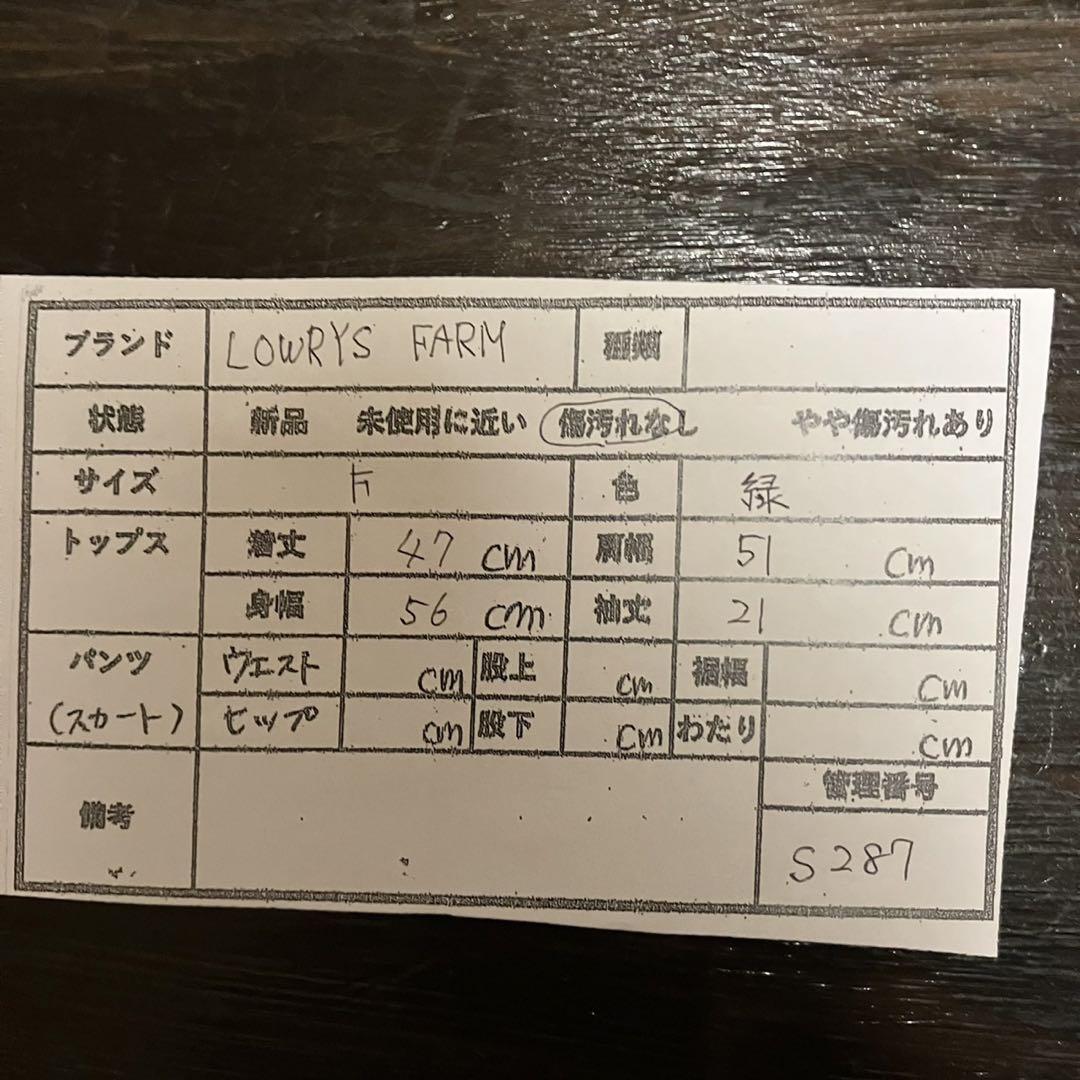 ブランド LOWRYS FARM 種類
状態 新品 未使用に近い 傷汚れなし やや傷汚れあり
サイズ F 色 緑
トップス 着丈 47 cm 肩幅 51 cm
身幅 56 cm 袖丈 21 cm
パンツ ウエスト cm 股上 cm 裾幅 cm
(スカート) ヒップ cm 股下 cm わたり cm
備考 管理番号
S287